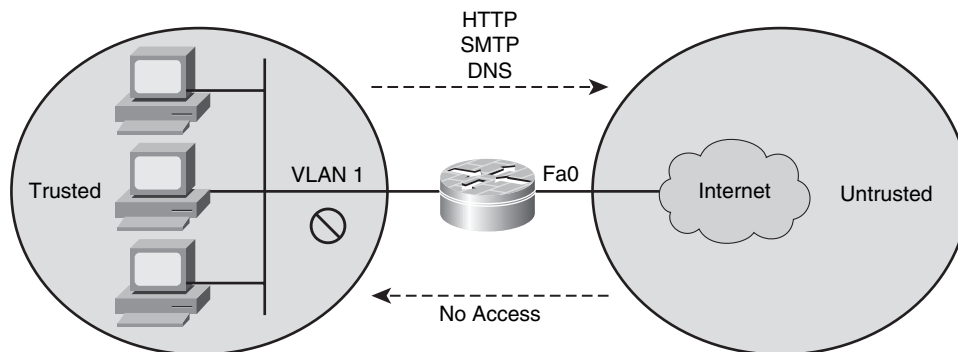 HTTP
SMTP
DNS
Trusted
VLAN 1
Fa0
Internet
Untrusted
No Access